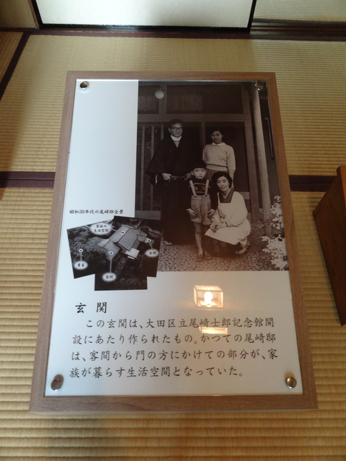 昭和30年代の尾﨑邸全景
玄 関
この玄関は、大田区立尾﨑士郎記念館開
設にあたり作られたもの。かつての尾﨑邸
は、客間から門の方にかけての部分が、家
族が暮らす生活空間となっていた。